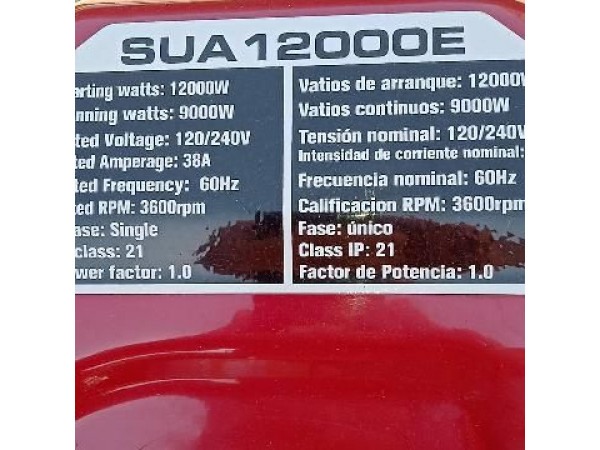 SUA12000E
arting watts: 12000W
nning watts: 9000W
ted Voltage: 120/240V
ted Amperage: 38A
ted Frequency: 60Hz
ted RPM: 3600rpm
ase: Single
class: 21
wer factor: 1.0
Vatios de arranque: 12000W
Vatios continuos: 9000W
Tensión nominal: 120/240V
Intensidad de corriente nominal:
Frecuencia nominal: 60Hz
Calificacion RPM: 3600rpm
Fase: único
Class IP: 21
Factor de Potencia: 1.0